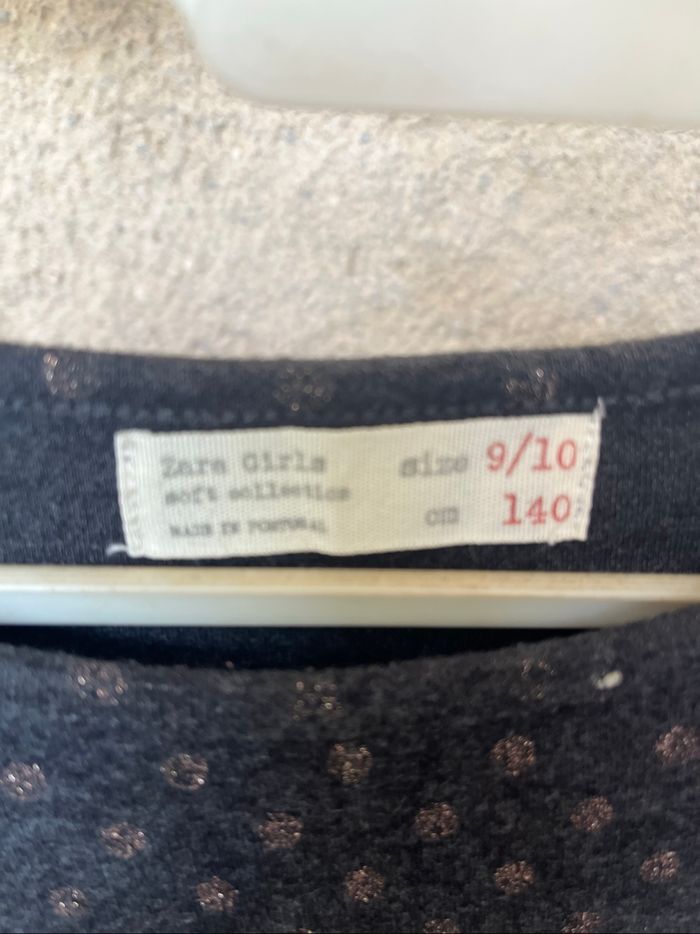 Zara Girls size 9/10
soft collection cm 140
MADE IN PORTUGAL